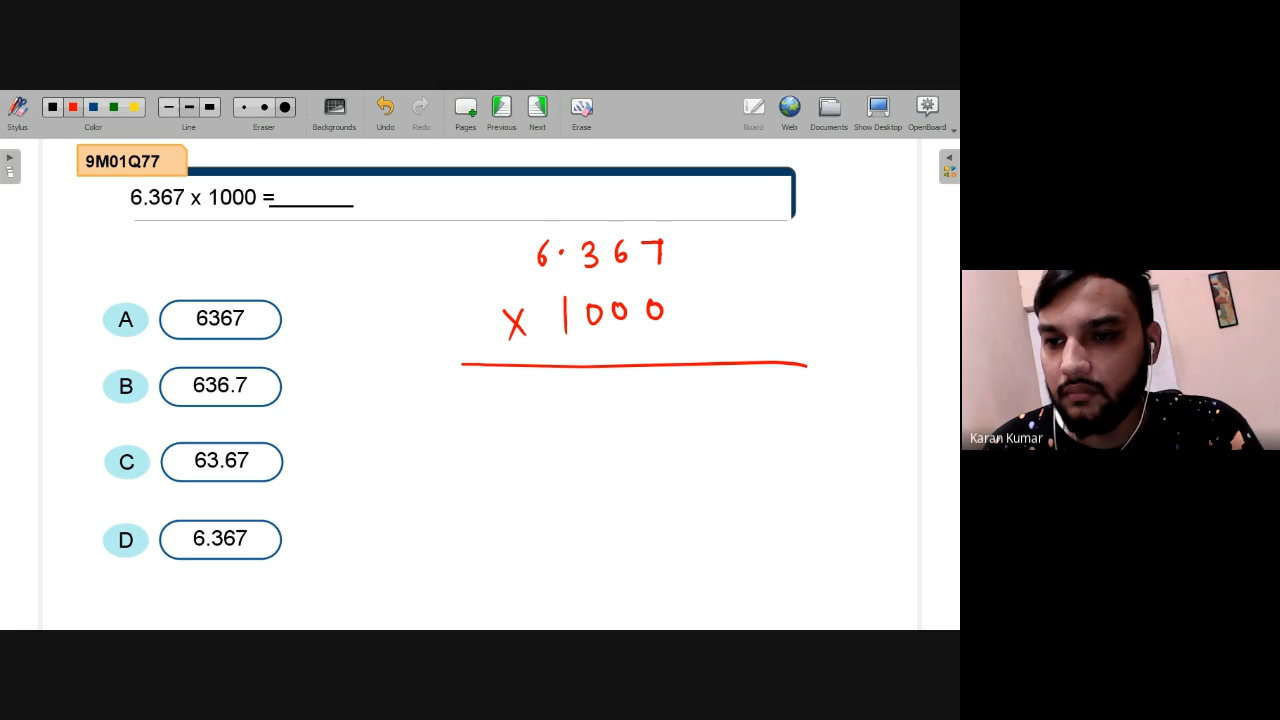 Stylus
Color
Line
Eraser
Backgrounds
Undo
Redo
Pages
Previous
Next
Erase
Board
Web
Documents
Show Desktop
OpenBoard
9M01Q77
6.367 x 1000 =________
6.367
x 1000
A 6367
B 636.7
C 63.67
D 6.367
Karan Kumar